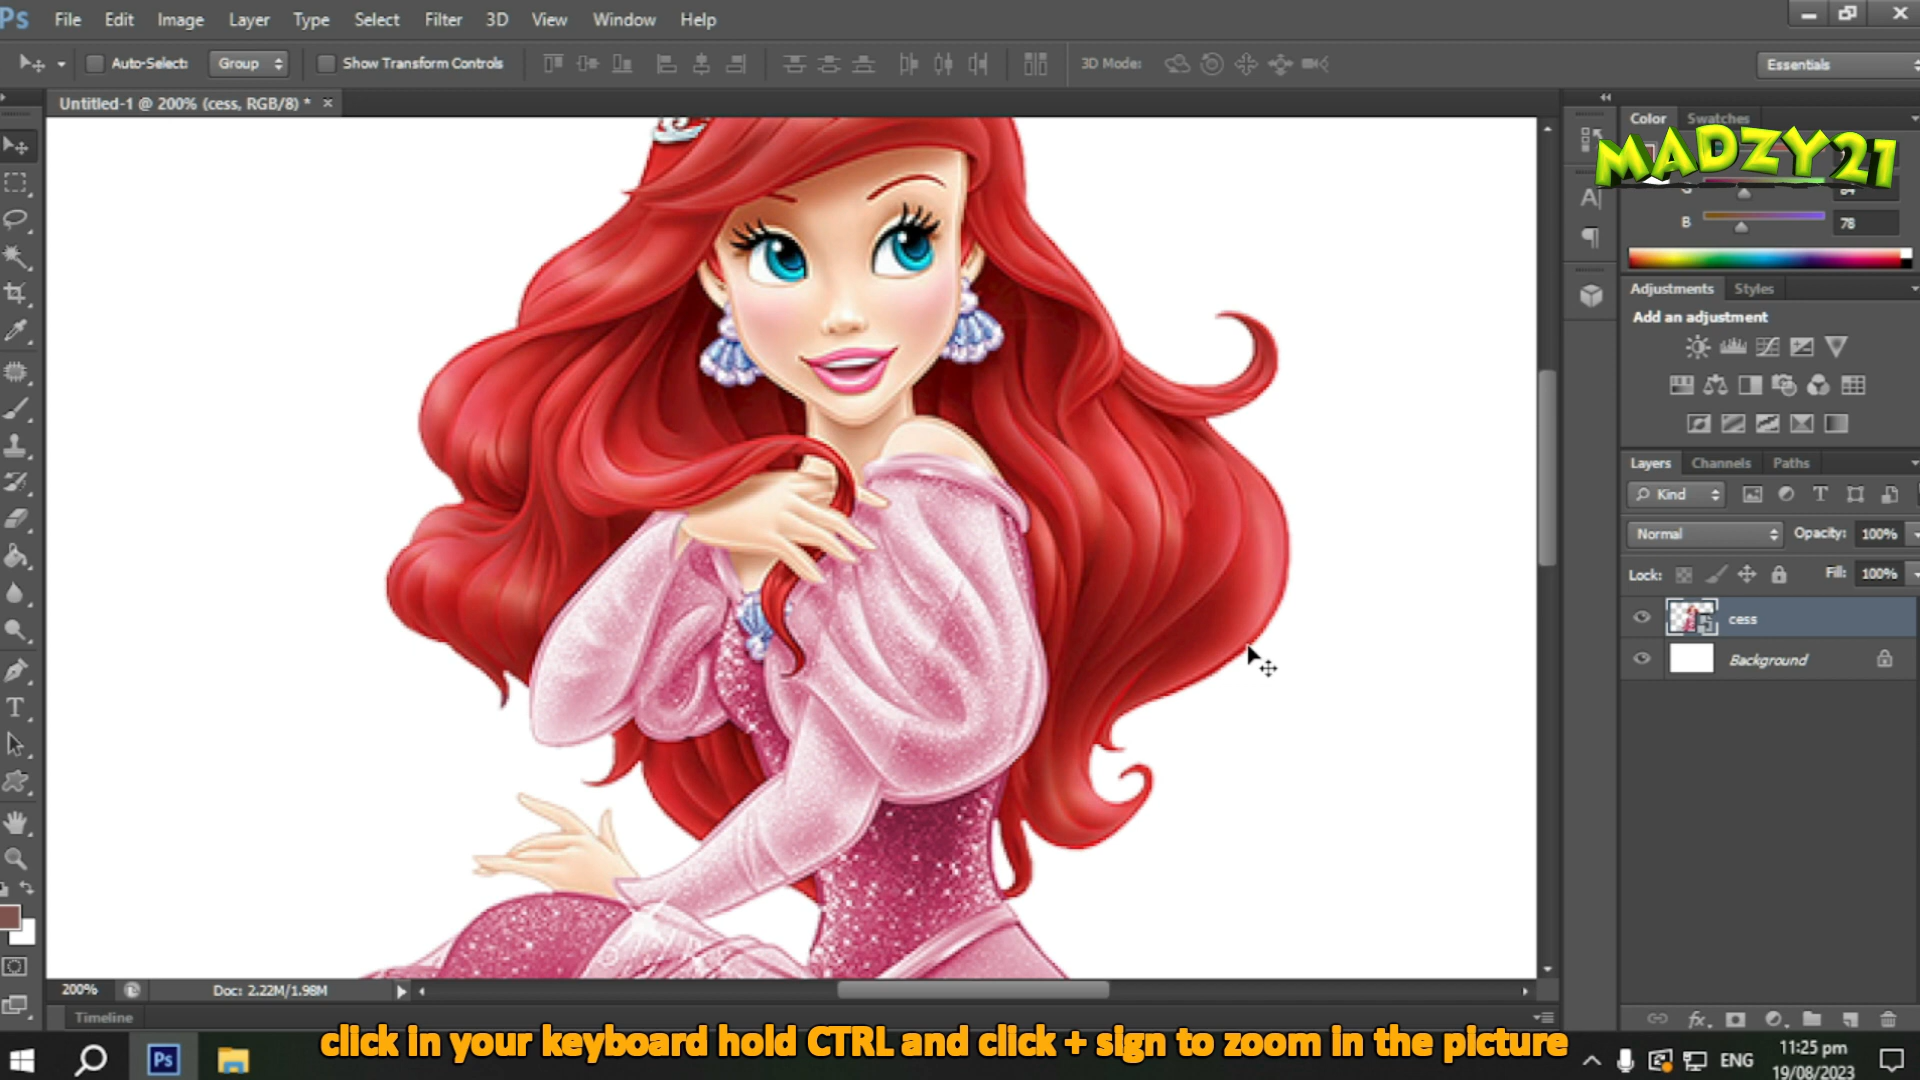 Ps File Edit Image Layer Type Select Filter 3D View Window Help
Auto-Select: Group Show Transform Controls 3D Mode: Essentials
Untitled-1 @ 200% (cess, RGB/8) * ×
Color Swatches
MADZY21
G 84
B 78
Adjustments Styles
Add an adjustment
Layers Channels Paths
Kind
Normal Opacity: 100%
Lock: Fill: 100%
cess
Background
200% Doc: 2.22M/1.98M
Timeline
click in your keyboard hold CTRL and click + sign to zoom in the picture
Ps ENG 11:25 pm
19/08/2023